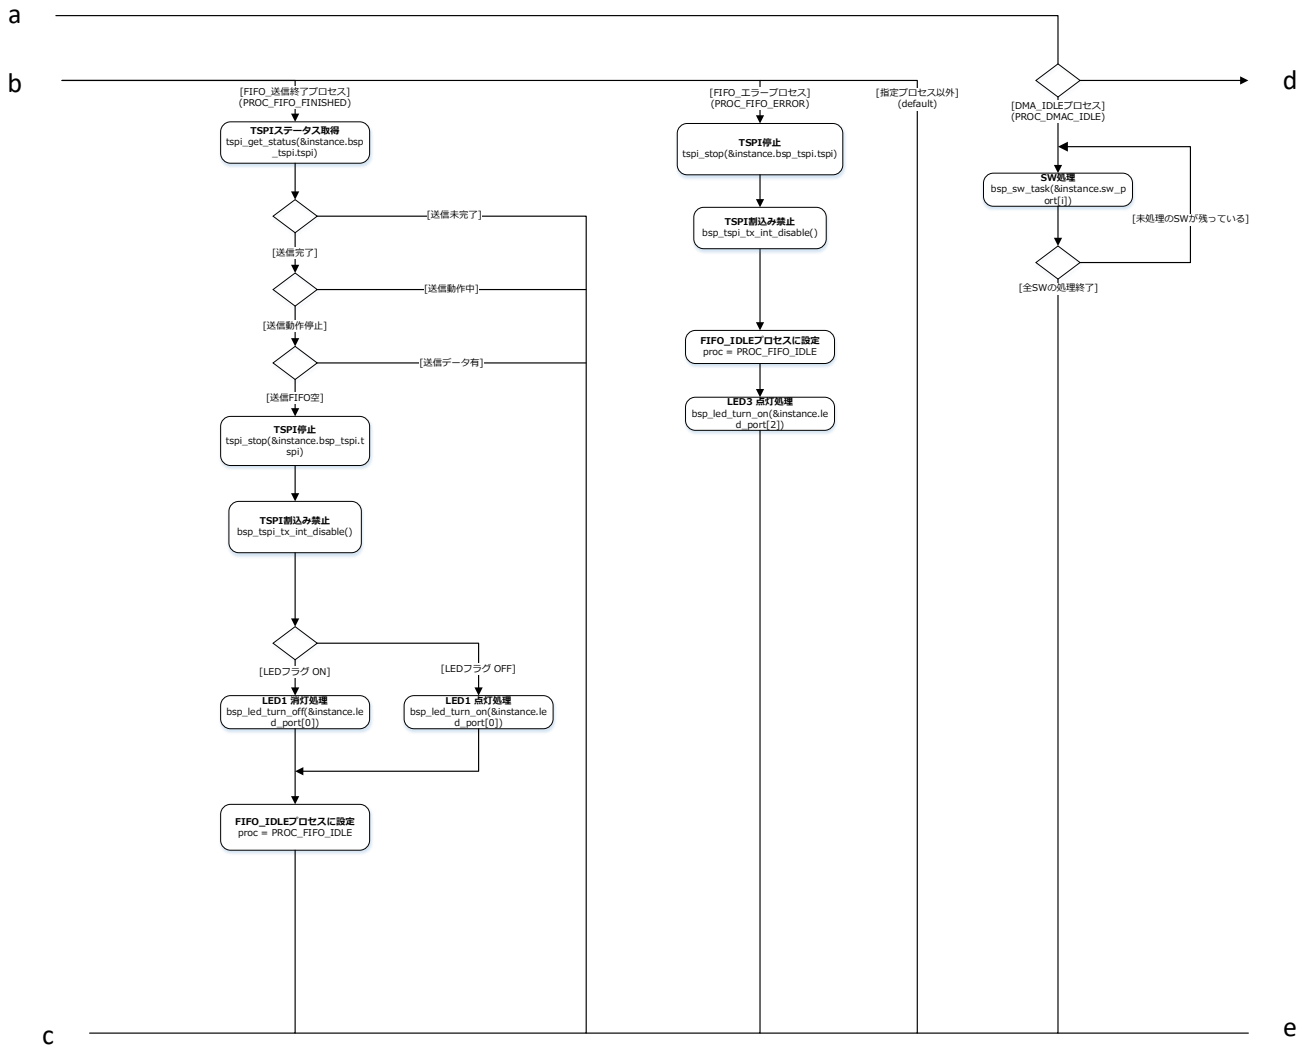 a
b
[FIFO_送信終了プロセス]
(PROC_FIFO_FINISHED)
TSPIステータス取得
tspi_get_status(&instance.bsp
_tspi.tspi)
[送信未完了]
[送信完了]
[送信動作中]
[送信動作停止]
[送信データ有]
[送信FIFO空]
TSPI停止
tspi_stop(&instance.bsp_tspi.t
spi)
TSPI割込み禁止
bsp_tspi_tx_int_disable()
[LEDフラグ ON]
[LEDフラグ OFF]
LED1 消灯処理
bsp_led_turn_off(&instance.le
d_port[0])
LED1 点灯処理
bsp_led_turn_on(&instance.le
d_port[0])
FIFO_IDLEプロセスに設定
proc = PROC_FIFO_IDLE
[FIFO_エラープロセス]
(PROC_FIFO_ERROR)
TSPI停止
tspi_stop(&instance.bsp_tspi.tspi)
TSPI割込み禁止
bsp_tspi_tx_int_disable()
FIFO_IDLEプロセスに設定
proc = PROC_FIFO_IDLE
LED3 点灯処理
bsp_led_turn_on(&instance.le
d_port[2])
[指定プロセス以外]
(default)
[DMA_IDLEプロセス]
(PROC_DMAC_IDLE)
SW処理
bsp_sw_task(&instance.sw_p
ort[i])
[未処理のSWが残っている]
[全SWの処理終了]
d
c
e